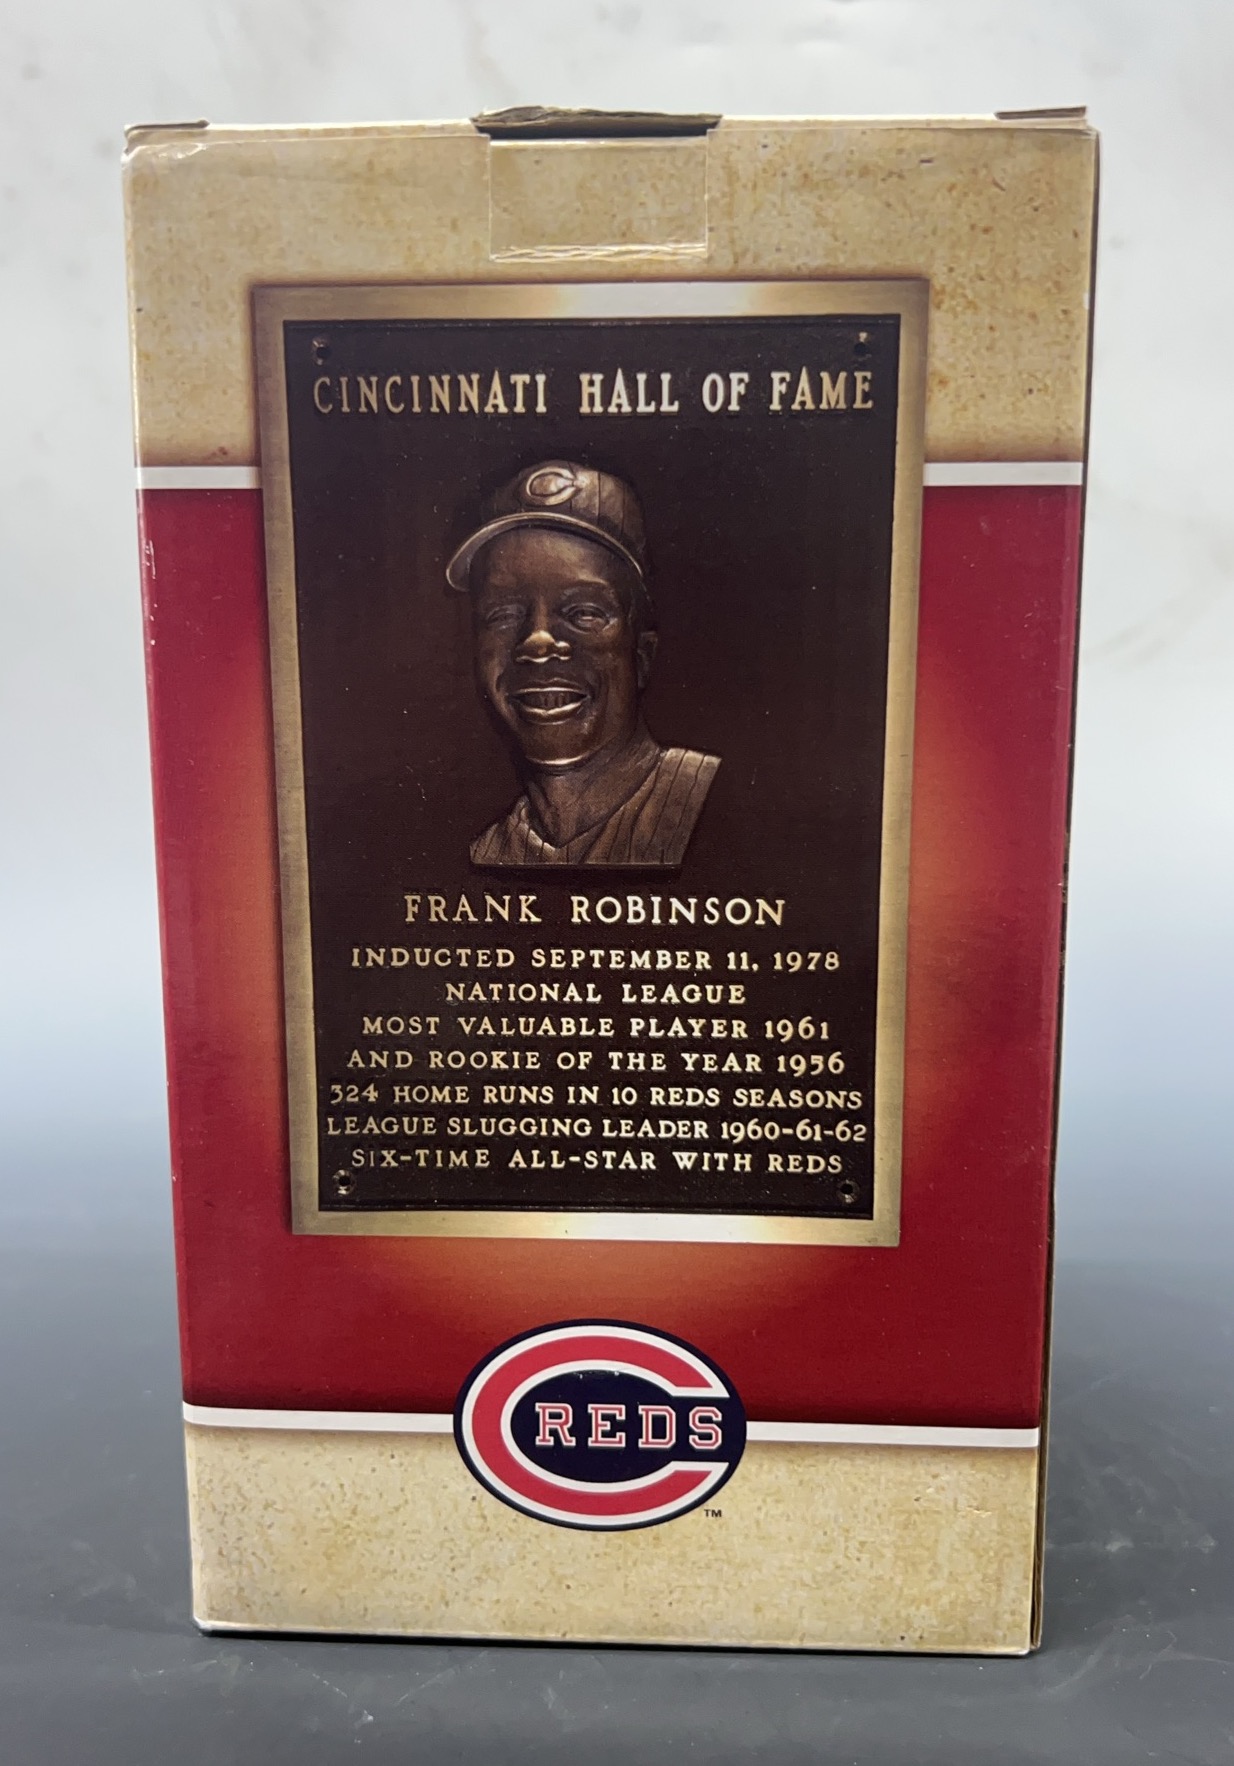 CINCINNATI HALL OF FAME
C
FRANK ROBINSON
INDUCTED SEPTEMBER 11, 1978
NATIONAL LEAGUE
MOST VALUABLE PLAYER 1961
AND ROOKIE OF THE YEAR 1956
324 HOME RUNS IN 10 REDS SEASONS
LEAGUE SLUGGING LEADER 1960-61-62
SIX-TIME ALL-STAR WITH REDS
REDS
TM